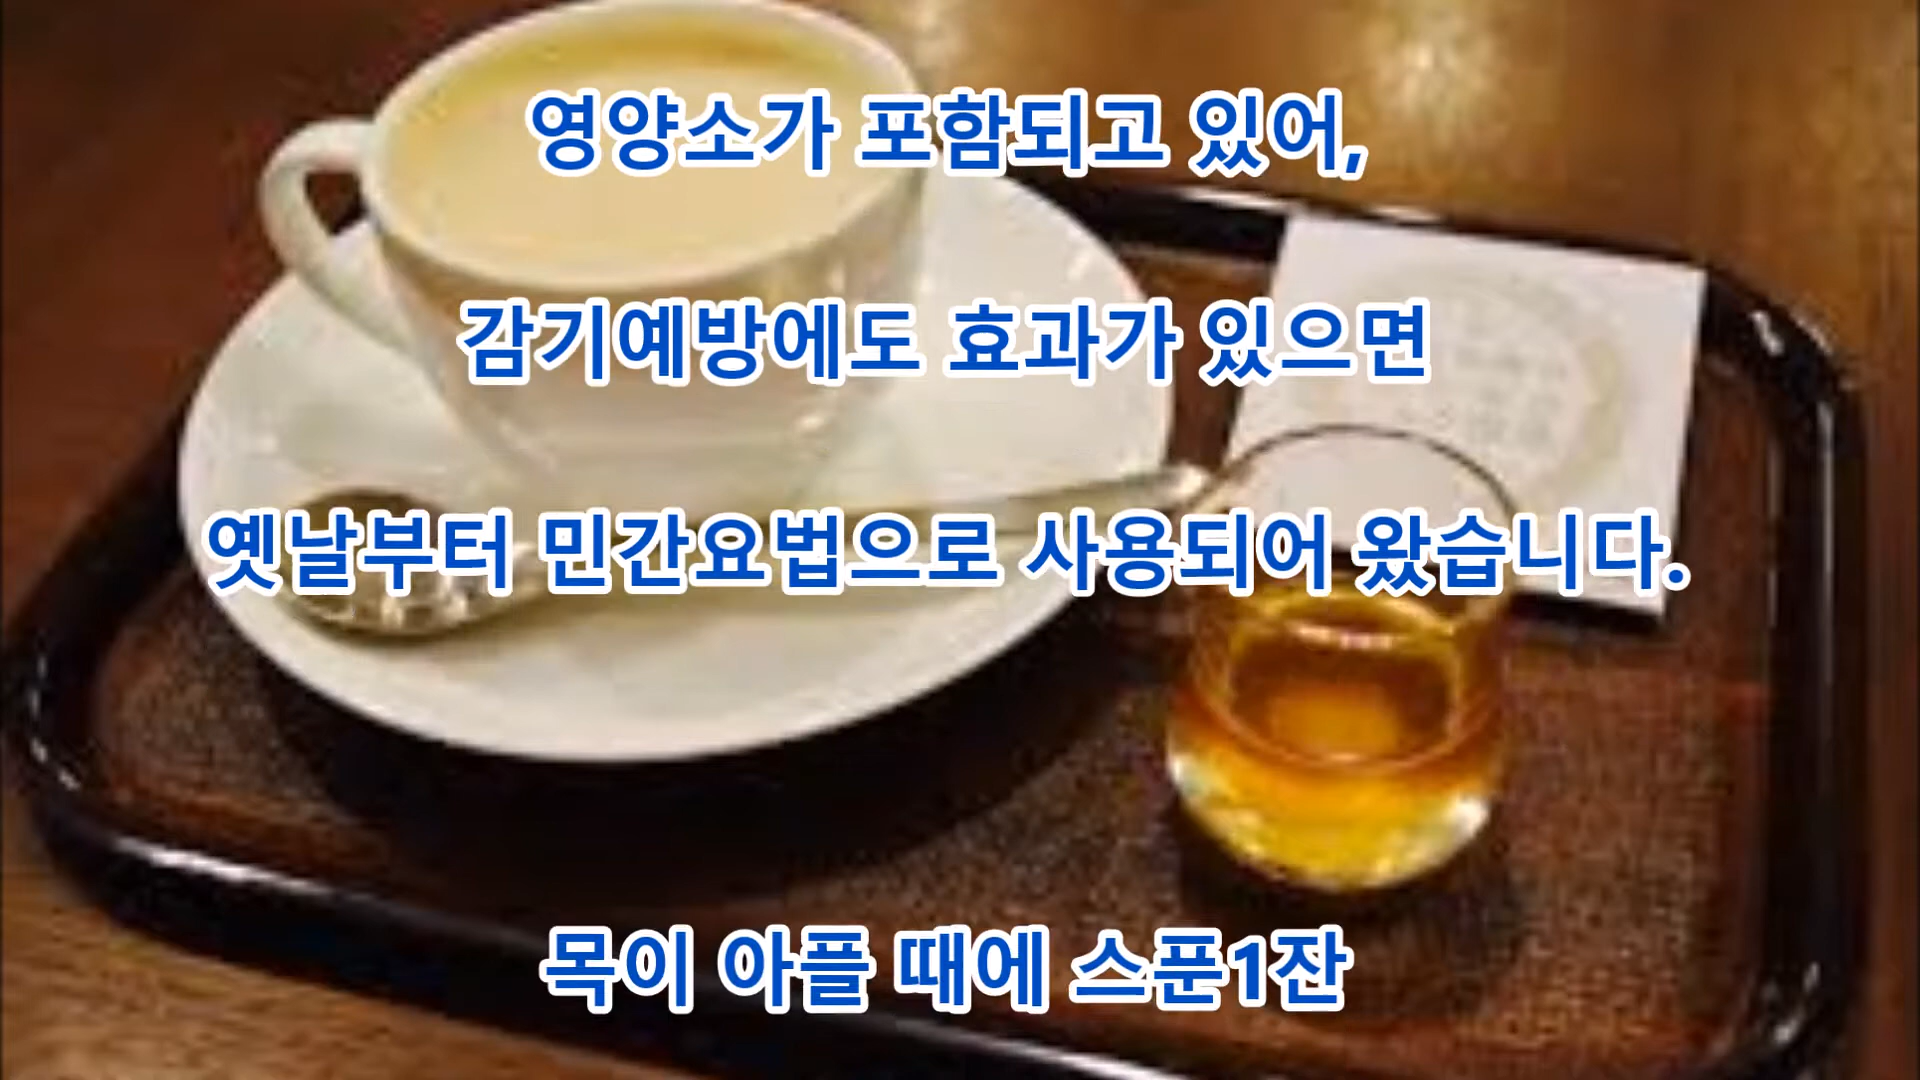 영양소가 포함되고 있어,
감기예방에도 효과가 있으면
옛날부터 민간요법으로 사용되어 왔습니다.
목이 아플 때에 스푼1잔